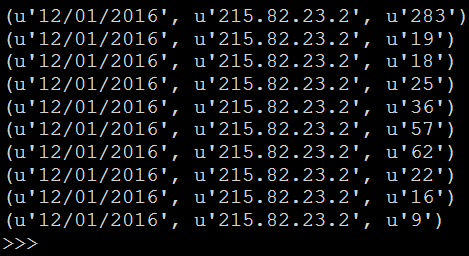 (u'12/01/2016', u'215.82.23.2', u'283')
(u'12/01/2016', u'215.82.23.2', u'19')
(u'12/01/2016', u'215.82.23.2', u'18')
(u'12/01/2016', u'215.82.23.2', u'25')
(u'12/01/2016', u'215.82.23.2', u'36')
(u'12/01/2016', u'215.82.23.2', u'57')
(u'12/01/2016', u'215.82.23.2', u'62')
(u'12/01/2016', u'215.82.23.2', u'22')
(u'12/01/2016', u'215.82.23.2', u'16')
(u'12/01/2016', u'215.82.23.2', u'9')
>>>